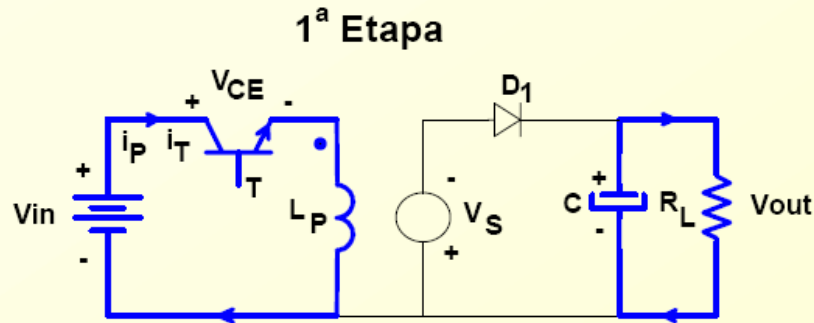 1ª Etapa
VCE
+ -
D1
iP iT
T
+
Vin
-
LP
-
VS
+
+
C
-
RL
Vout